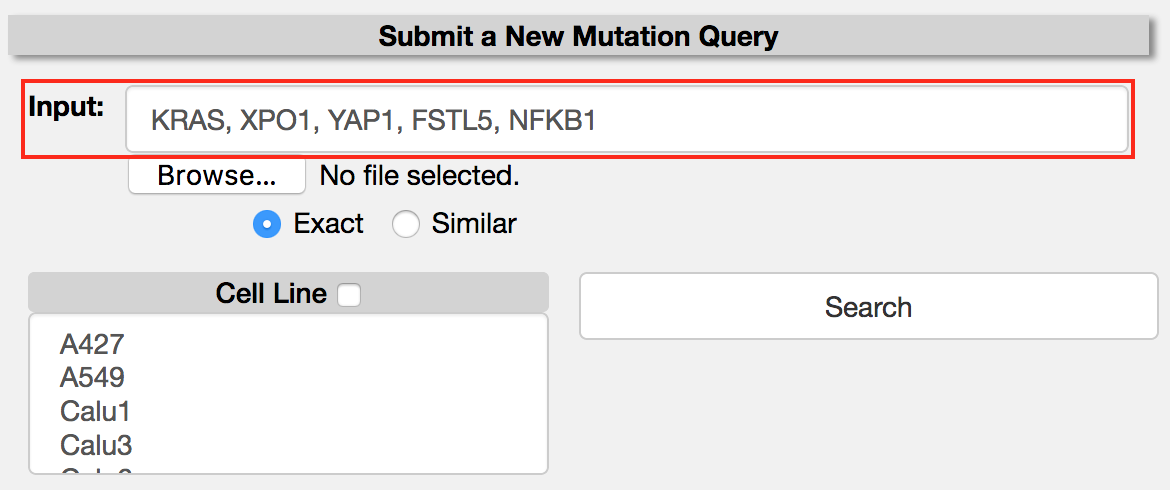 Submit a New Mutation Query
Input: KRAS, XPO1, YAP1, FSTL5, NFKB1
Browse... No file selected.
Exact Similar
Cell Line
Search
A427
A549
Calu1
Calu3